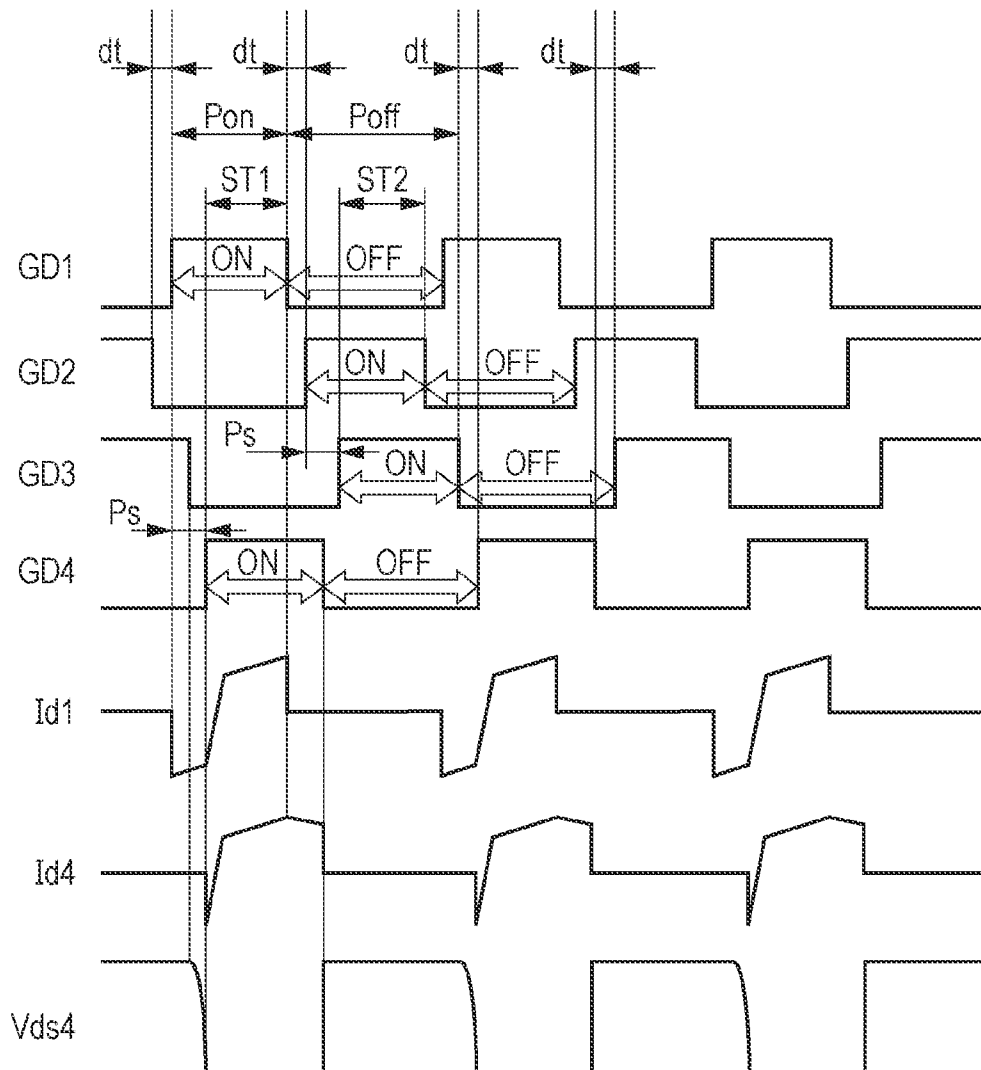 dt dt dt dt
Pon Poff
ST1 ST2
GD1 ON OFF
GD2 ON OFF
Ps
GD3 ON OFF
Ps
GD4 ON OFF
Id1
Id4
Vds4